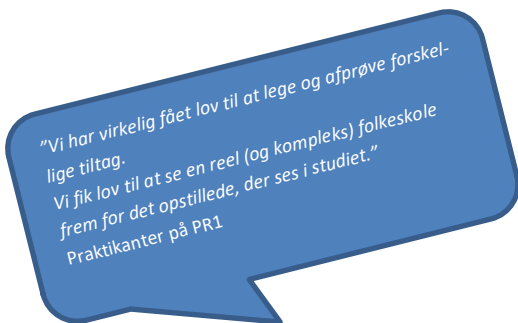 ”Vi har virkelig fået lov til at lege og afprøve forskel-
lige tiltag.
Vi fik lov til at se en reel (og kompleks) folkeskole
frem for det opstillede, der ses i studiet.”
Praktikanter på PR1